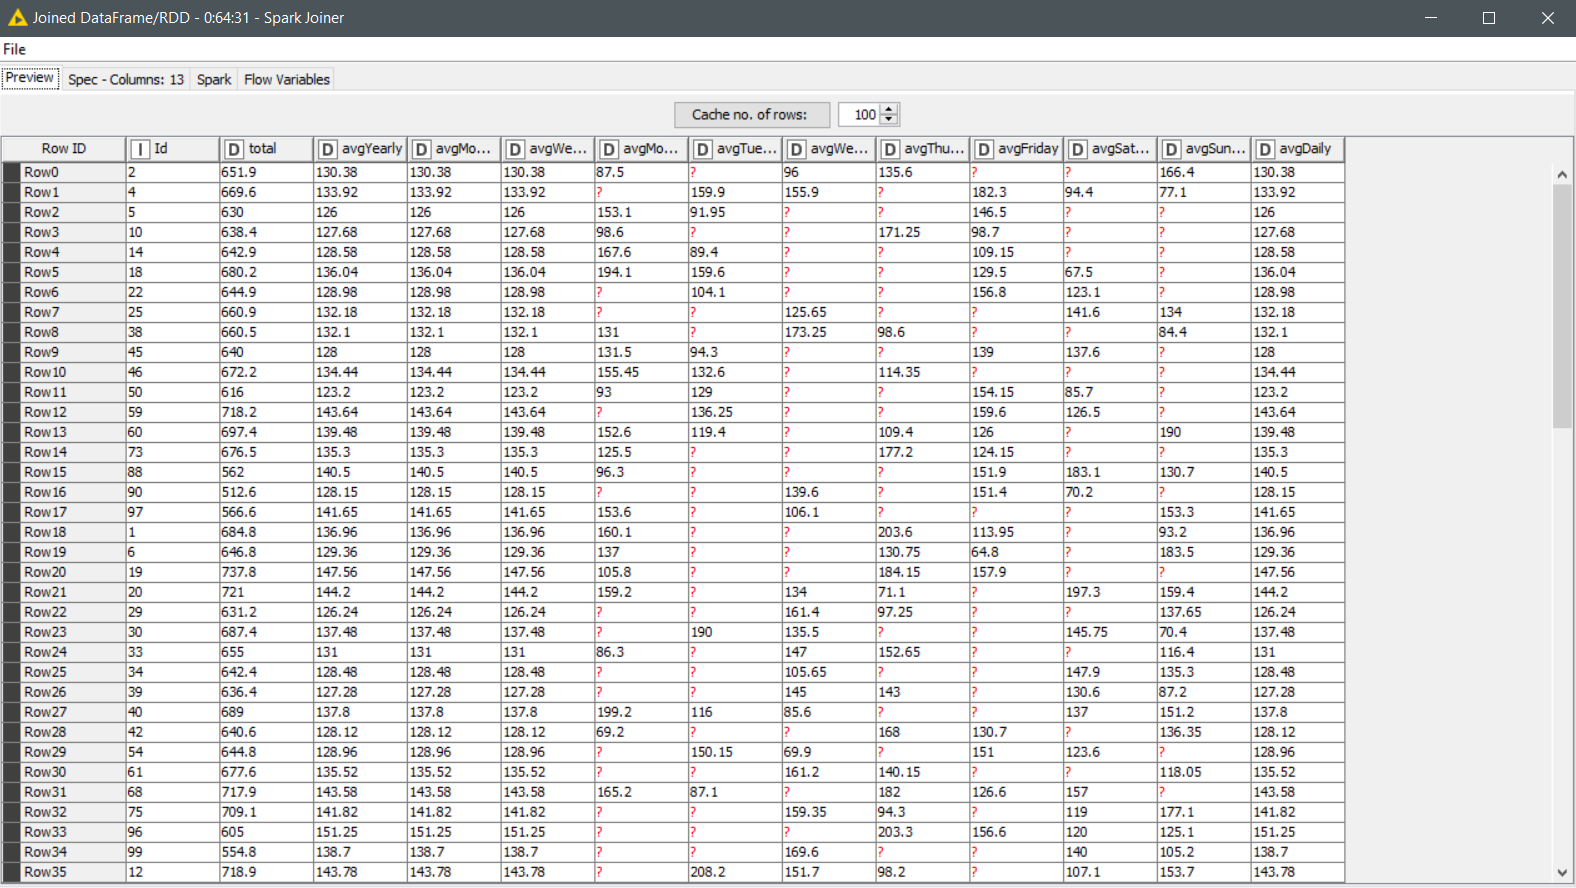 Joined DataFrame/RDD - 0:64:31 - Spark Joiner
File
Preview Spec - Columns: 13 Spark Flow Variables
Cache no. of rows: 100
Row ID I Id D total D avgYearly D avgMo... D avgWe... D avgMo... D avgTue... D avgWe... D avgThu... D avgFriday D avgSat... D avgSun... D avgDaily
Row0 2 651.9 130.38 130.38 130.38 87.5 ? 96 135.6 ? ? 166.4 130.38
Row1 4 669.6 133.92 133.92 133.92 ? 159.9 155.9 ? 182.3 94.4 77.1 133.92
Row2 5 630 126 126 126 153.1 91.95 ? ? 146.5 ? ? 126
Row3 10 638.4 127.68 127.68 127.68 98.6 ? ? 171.25 98.7 ? ? 127.68
Row4 14 642.9 128.58 128.58 128.58 167.6 89.4 ? ? 109.15 ? ? 128.58
Row5 18 680.2 136.04 136.04 136.04 194.1 159.6 ? ? 129.5 67.5 ? 136.04
Row6 22 644.9 128.98 128.98 128.98 ? 104.1 ? ? 156.8 123.1 ? 128.98
Row7 25 660.9 132.18 132.18 132.18 ? ? 125.65 ? ? 141.6 134 132.18
Row8 38 660.5 132.1 132.1 132.1 131 ? 173.25 98.6 ? ? 84.4 132.1
Row9 45 640 128 128 128 131.5 94.3 ? ? 139 137.6 ? 128
Row10 46 672.2 134.44 134.44 134.44 155.45 132.6 ? 114.35 ? ? ? 134.44
Row11 50 616 123.2 123.2 123.2 93 129 ? ? 154.15 85.7 ? 123.2
Row12 59 718.2 143.64 143.64 143.64 ? 136.25 ? ? 159.6 126.5 ? 143.64
Row13 60 697.4 139.48 139.48 139.48 152.6 119.4 ? 109.4 126 ? 190 139.48
Row14 73 676.5 135.3 135.3 135.3 125.5 ? ? 177.2 124.15 ? ? 135.3
Row15 88 562 140.5 140.5 140.5 96.3 ? ? ? 151.9 183.1 130.7 140.5
Row16 90 512.6 128.15 128.15 128.15 ? ? 139.6 ? 151.4 70.2 ? 128.15
Row17 97 566.6 141.65 141.65 141.65 153.6 ? 106.1 ? ? ? 153.3 141.65
Row18 1 684.8 136.96 136.96 136.96 160.1 ? ? 203.6 113.95 ? 93.2 136.96
Row19 6 646.8 129.36 129.36 129.36 137 ? ? 130.75 64.8 ? 183.5 129.36
Row20 19 737.8 147.56 147.56 147.56 105.8 ? ? 184.15 157.9 ? ? 147.56
Row21 20 721 144.2 144.2 144.2 159.2 ? 134 71.1 ? 197.3 159.4 144.2
Row22 29 631.2 126.24 126.24 126.24 ? ? 161.4 97.25 ? ? 137.65 126.24
Row23 30 687.4 137.48 137.48 137.48 ? 190 135.5 ? ? 145.75 70.4 137.48
Row24 33 655 131 131 131 86.3 ? 147 152.65 ? ? 116.4 131
Row25 34 642.4 128.48 128.48 128.48 ? ? 105.65 ? ? 147.9 135.3 128.48
Row26 39 636.4 127.28 127.28 127.28 ? ? 145 143 ? 130.6 87.2 127.28
Row27 40 689 137.8 137.8 137.8 199.2 116 85.6 ? ? 137 151.2 137.8
Row28 42 640.6 128.12 128.12 128.12 69.2 ? ? 168 130.7 ? 136.35 128.12
Row29 54 644.8 128.96 128.96 128.96 ? 150.15 69.9 ? 151 123.6 ? 128.96
Row30 61 677.6 135.52 135.52 135.52 ? ? 161.2 140.15 ? ? 118.05 135.52
Row31 68 717.9 143.58 143.58 143.58 165.2 87.1 ? 182 126.6 157 ? 143.58
Row32 75 709.1 141.82 141.82 141.82 ? ? 159.35 94.3 ? 119 177.1 141.82
Row33 96 605 151.25 151.25 151.25 ? ? ? 203.3 156.6 120 125.1 151.25
Row34 99 554.8 138.7 138.7 138.7 ? ? 169.6 ? ? 140 105.2 138.7
Row35 12 718.9 143.78 143.78 143.78 ? 208.2 151.7 98.2 ? 107.1 153.7 143.78